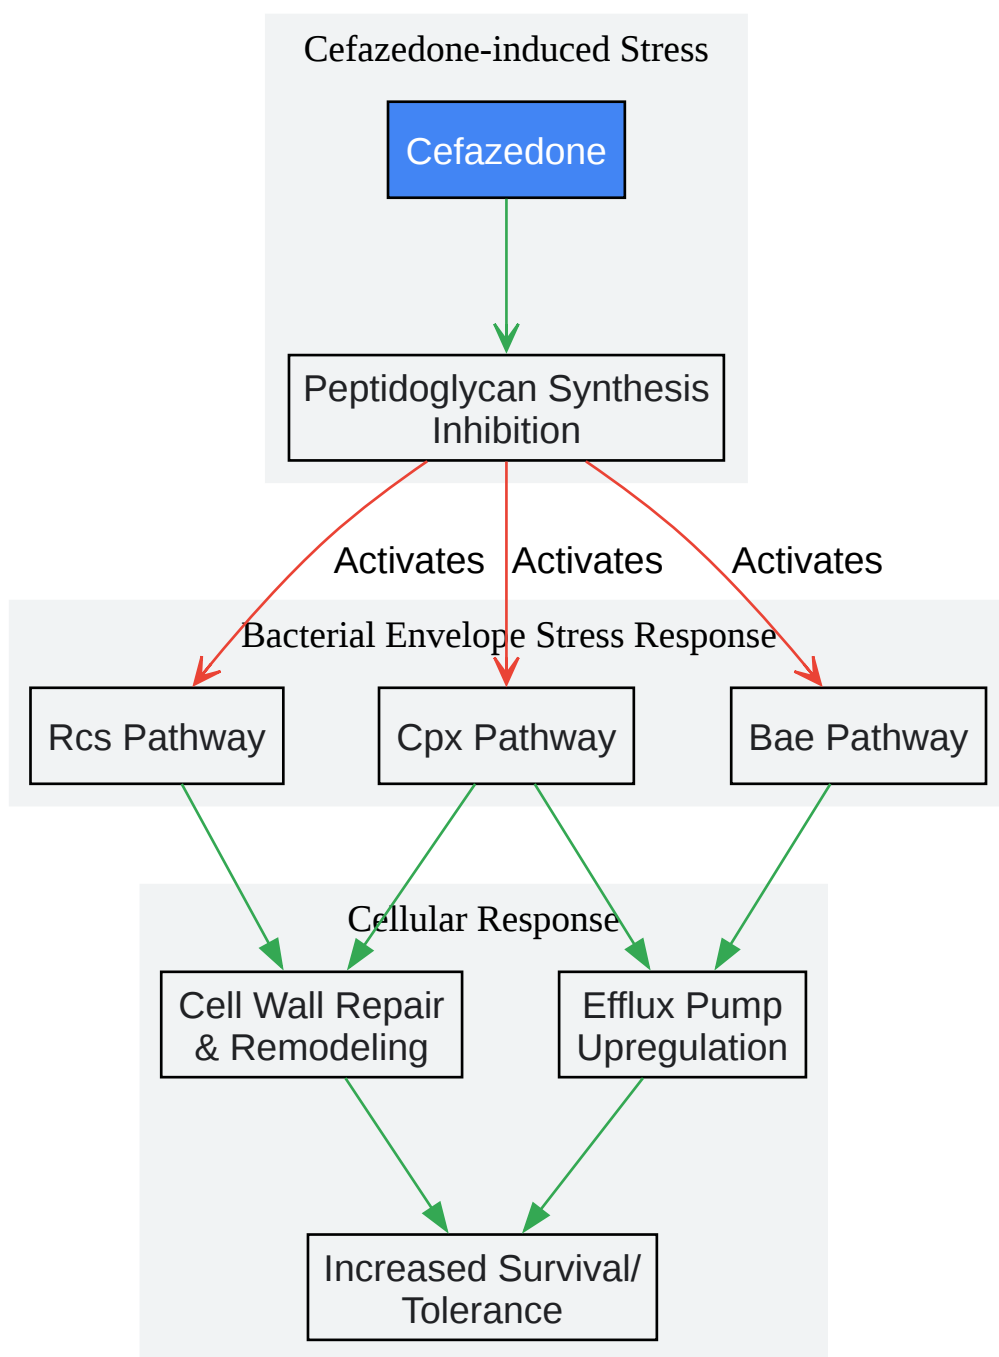 Cefazedone-induced Stress
Cefazedone
Peptidoglycan Synthesis
Inhibition
Activates Activates Activates
Bacterial Envelope Stress Response
Rcs Pathway Cpx Pathway Bae Pathway
Cellular Response
Cell Wall Repair
& Remodeling
Efflux Pump
Upregulation
Increased Survival/
Tolerance